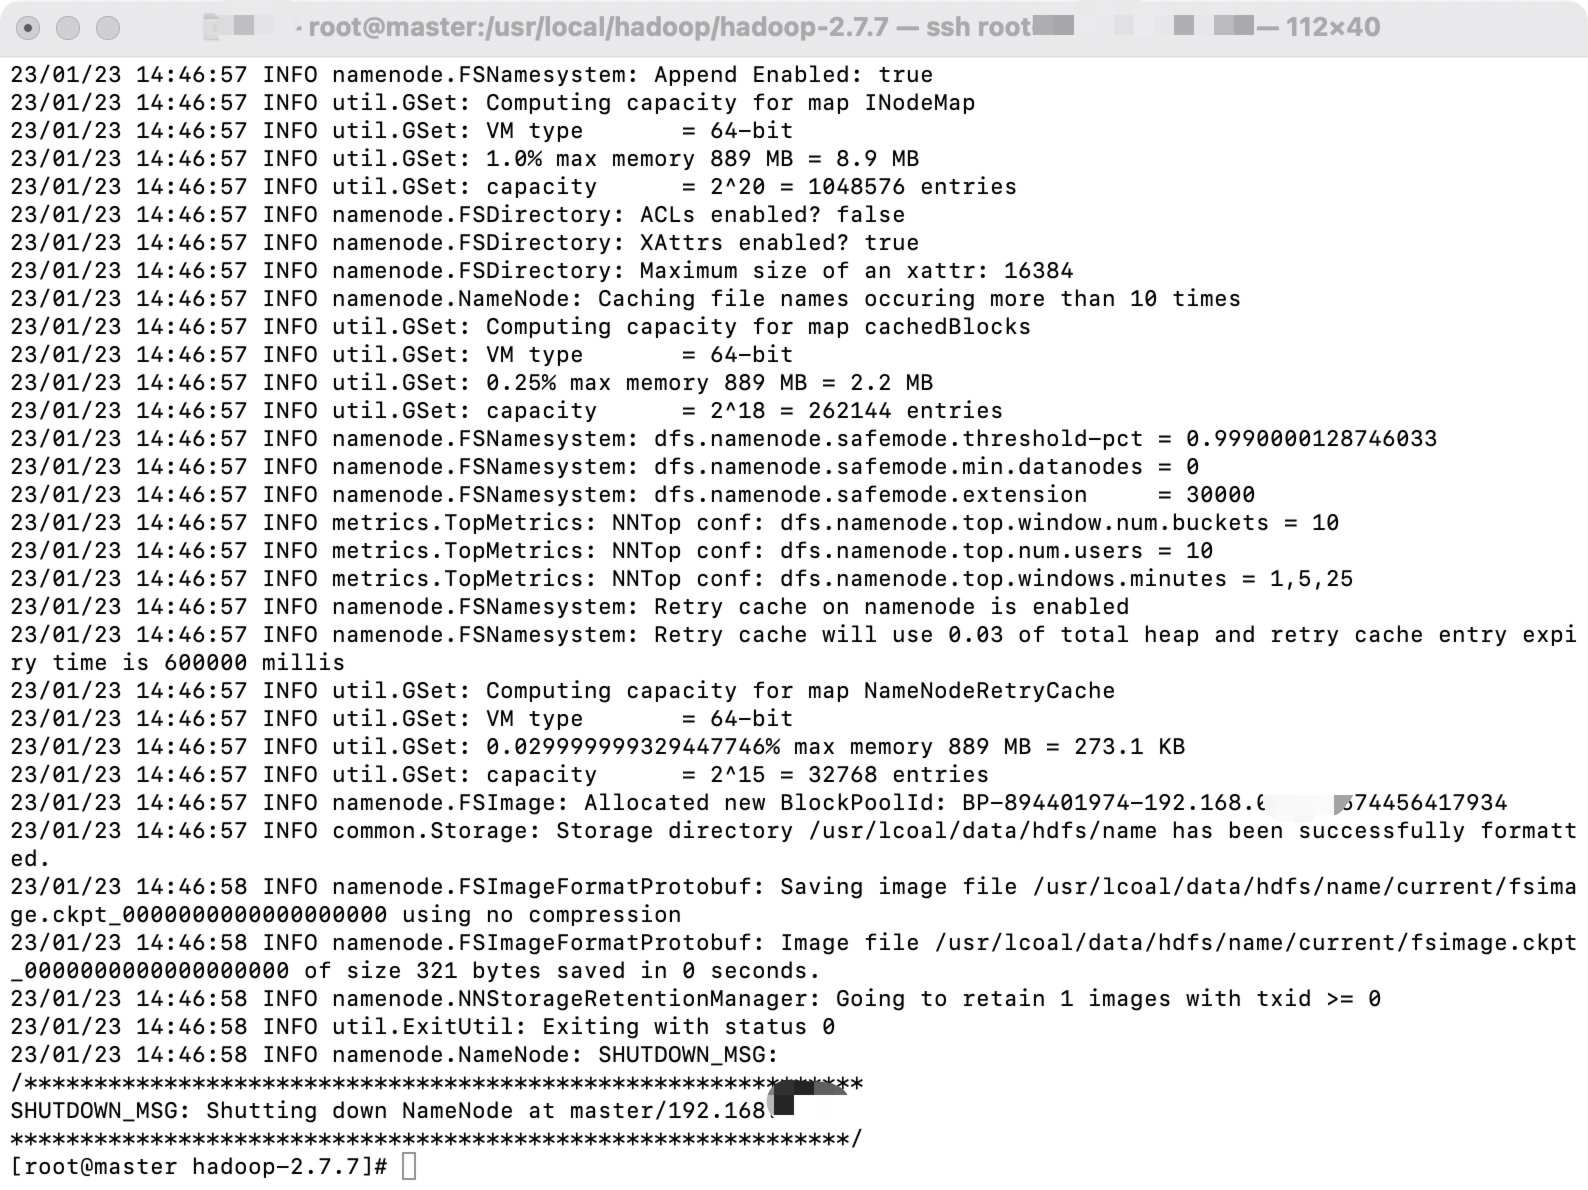 root@master:/usr/local/hadoop/hadoop-2.7.7 — ssh root — 112×40
23/01/23 14:46:57 INFO namenode.FSNamesystem: Append Enabled: true
23/01/23 14:46:57 INFO util.GSet: Computing capacity for map INodeMap
23/01/23 14:46:57 INFO util.GSet: VM type       = 64-bit
23/01/23 14:46:57 INFO util.GSet: 1.0% max memory 889 MB = 8.9 MB
23/01/23 14:46:57 INFO util.GSet: capacity      = 2^20 = 1048576 entries
23/01/23 14:46:57 INFO namenode.FSDirectory: ACLs enabled? false
23/01/23 14:46:57 INFO namenode.FSDirectory: XAttrs enabled? true
23/01/23 14:46:57 INFO namenode.FSDirectory: Maximum size of an xattr: 16384
23/01/23 14:46:57 INFO namenode.NameNode: Caching file names occuring more than 10 times
23/01/23 14:46:57 INFO util.GSet: Computing capacity for map cachedBlocks
23/01/23 14:46:57 INFO util.GSet: VM type       = 64-bit
23/01/23 14:46:57 INFO util.GSet: 0.25% max memory 889 MB = 2.2 MB
23/01/23 14:46:57 INFO util.GSet: capacity      = 2^18 = 262144 entries
23/01/23 14:46:57 INFO namenode.FSNamesystem: dfs.namenode.safemode.threshold-pct = 0.9990000128746033
23/01/23 14:46:57 INFO namenode.FSNamesystem: dfs.namenode.safemode.min.datanodes = 0
23/01/23 14:46:57 INFO namenode.FSNamesystem: dfs.namenode.safemode.extension     = 30000
23/01/23 14:46:57 INFO metrics.TopMetrics: NNTop conf: dfs.namenode.top.window.num.buckets = 10
23/01/23 14:46:57 INFO metrics.TopMetrics: NNTop conf: dfs.namenode.top.num.users = 10
23/01/23 14:46:57 INFO metrics.TopMetrics: NNTop conf: dfs.namenode.top.windows.minutes = 1,5,25
23/01/23 14:46:57 INFO namenode.FSNamesystem: Retry cache on namenode is enabled
23/01/23 14:46:57 INFO namenode.FSNamesystem: Retry cache will use 0.03 of total heap and retry cache entry expi
ry time is 600000 millis
23/01/23 14:46:57 INFO util.GSet: Computing capacity for map NameNodeRetryCache
23/01/23 14:46:57 INFO util.GSet: VM type       = 64-bit
23/01/23 14:46:57 INFO util.GSet: 0.029999999329447746% max memory 889 MB = 273.1 KB
23/01/23 14:46:57 INFO util.GSet: capacity      = 2^15 = 32768 entries
23/01/23 14:46:57 INFO namenode.FSImage: Allocated new BlockPoolId: BP-894401974-192.168. 74456417934
23/01/23 14:46:57 INFO common.Storage: Storage directory /usr/lcoal/data/hdfs/name has been successfully formatt
ed.
23/01/23 14:46:58 INFO namenode.FSImageFormatProtobuf: Saving image file /usr/lcoal/data/hdfs/name/current/fsima
ge.ckpt_0000000000000000000 using no compression
23/01/23 14:46:58 INFO namenode.FSImageFormatProtobuf: Image file /usr/lcoal/data/hdfs/name/current/fsimage.ckpt
_0000000000000000000 of size 321 bytes saved in 0 seconds.
23/01/23 14:46:58 INFO namenode.NNStorageRetentionManager: Going to retain 1 images with txid >= 0
23/01/23 14:46:58 INFO util.ExitUtil: Exiting with status 0
23/01/23 14:46:58 INFO namenode.NameNode: SHUTDOWN_MSG:
/************************************************************
SHUTDOWN_MSG: Shutting down NameNode at master/192.168
************************************************************/
[root@master hadoop-2.7.7]#